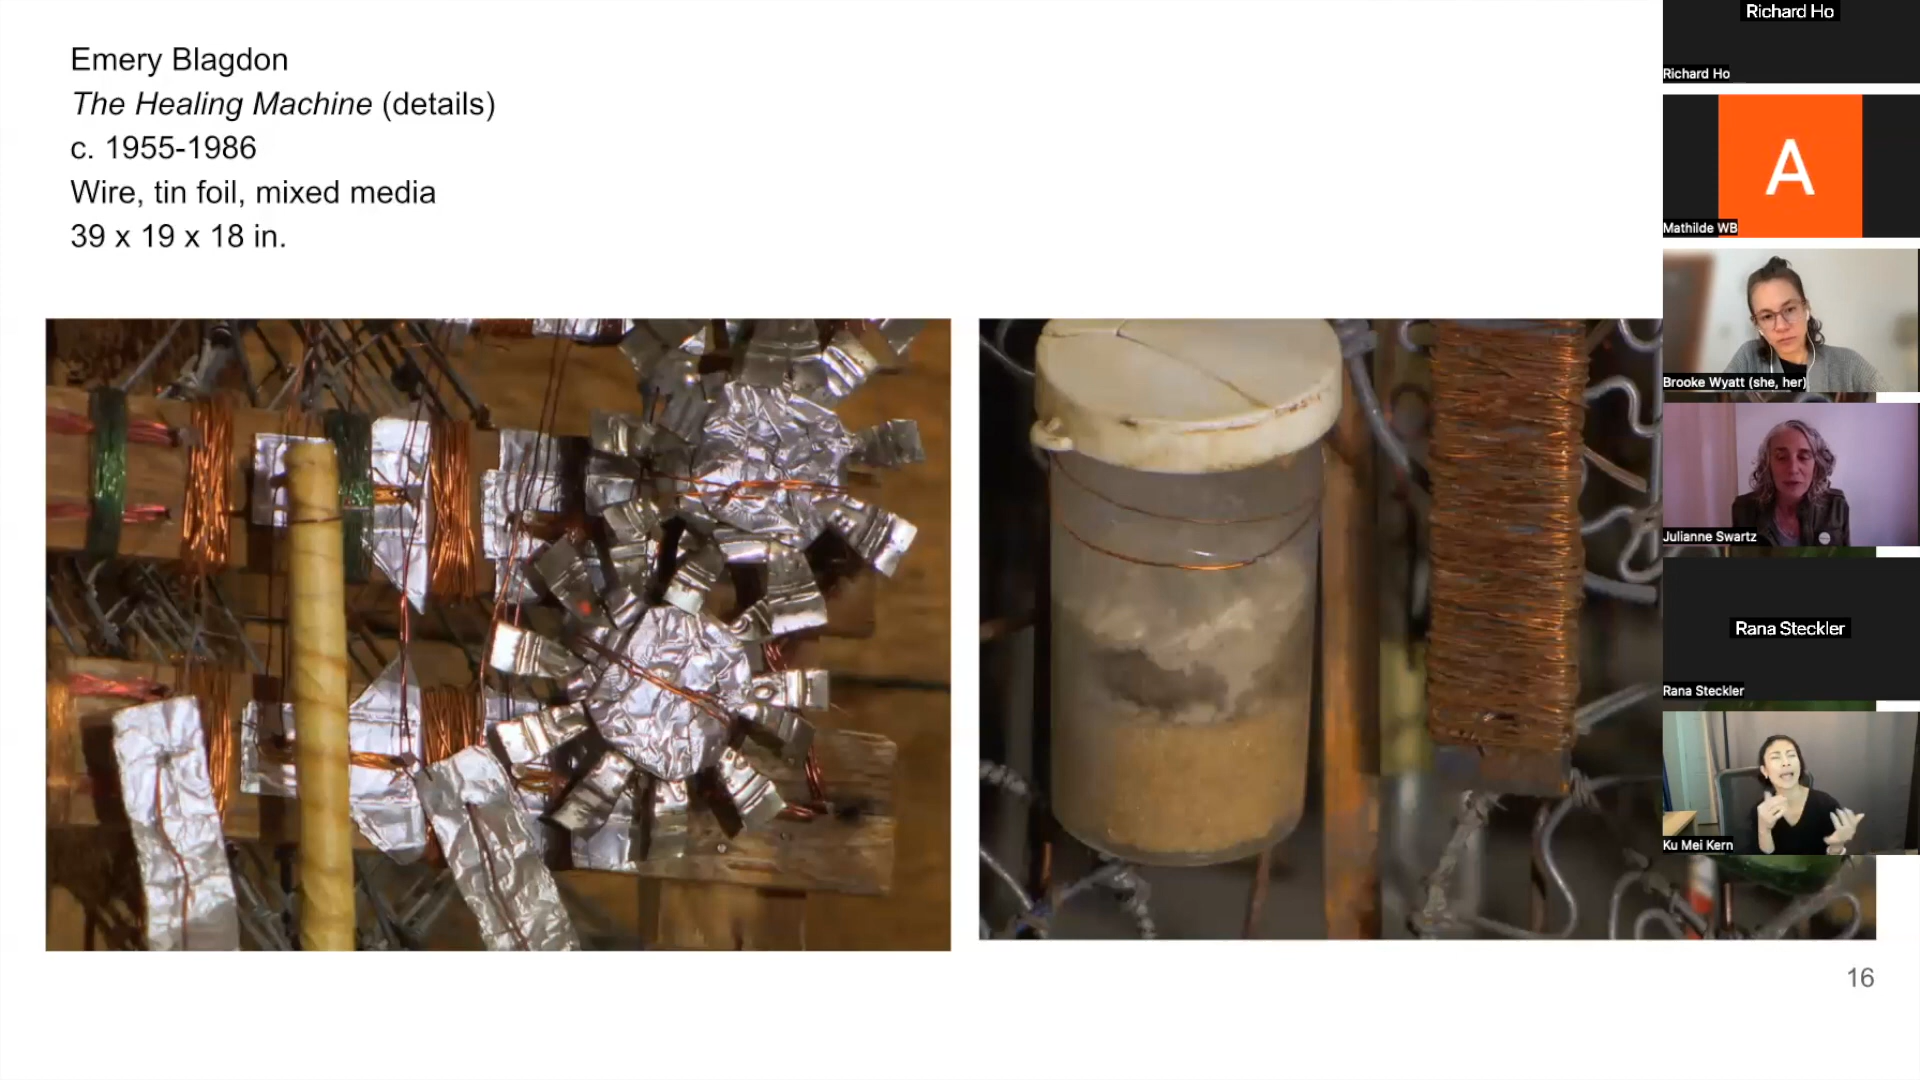 Emery Blagdon
The Healing Machine (details)
c. 1955-1986
Wire, tin foil, mixed media
39 x 19 x 18 in.
16
Richard Ho
Richard Ho
A
Mathilde WB
Brooke Wyatt (she, her)
Julianne Swartz
Rana Steckler
Rana Steckler
Ku Mei Kern